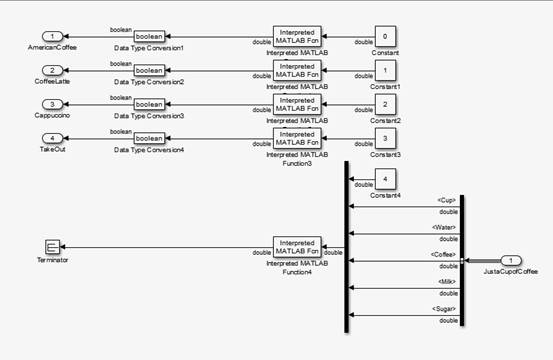 boolean
boolean
Interpreted
MATLAB Fcn
double
double
0
1
AmericanCoffee
Data Type Conversion1
Interpreted MATLAB
Constant
boolean
boolean
Interpreted
MATLAB Fcn
double
double
1
2
CoffeeLatte
Data Type Conversion2
Interpreted MATLAB
Constant1
boolean
boolean
Interpreted
MATLAB Fcn
double
double
2
3
Cappuccino
Data Type Conversion3
Interpreted MATLAB
Constant2
boolean
boolean
Interpreted
MATLAB Fcn
double
double
3
4
TakeOut
Data Type Conversion4
Interpreted MATLAB
Function3
Constant3
double
4
Constant4
<Cup>
double
<Water>
double
Interpreted
MATLAB Fcn
double
double
Terminator
Interpreted MATLAB
Function4
<Coffee>
double
1
JustaCupofCoffee
<Milk>
double
<Sugar>
double